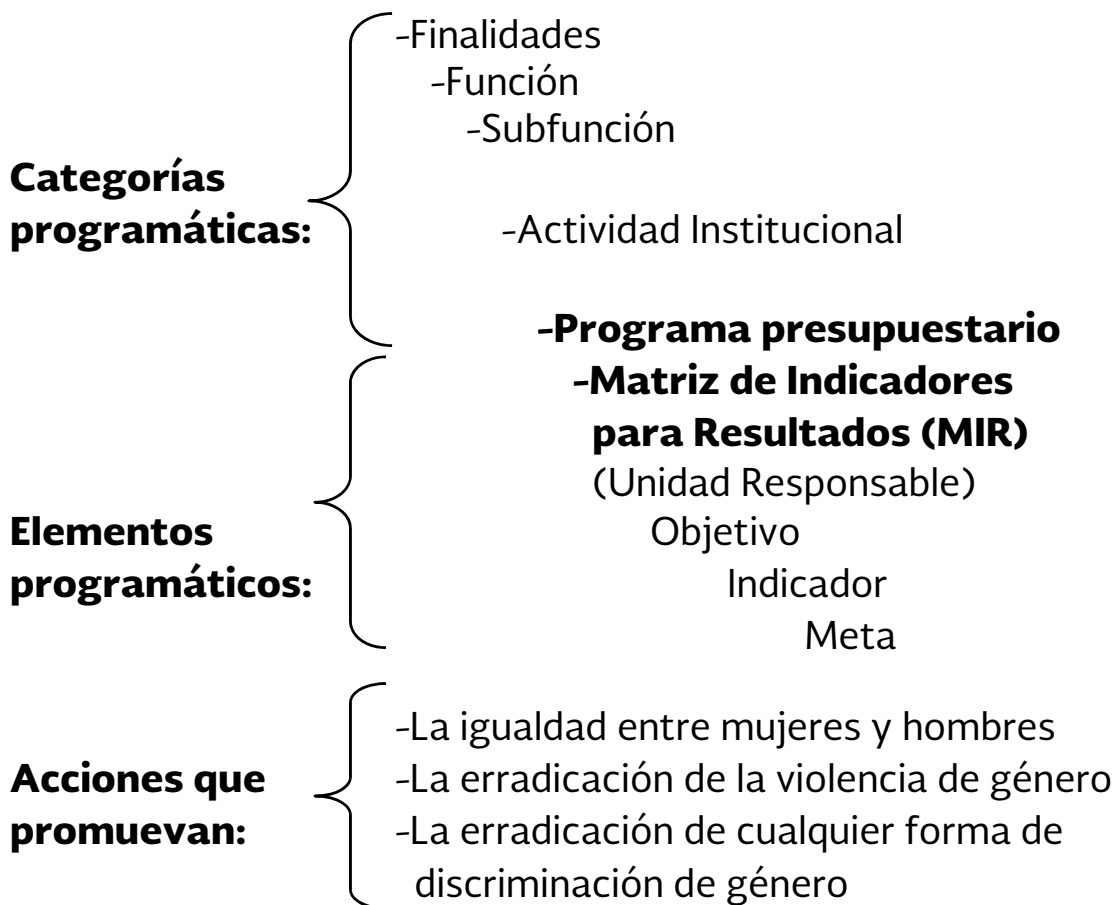 Categorías
programáticas:
-Finalidades
-Función
-Subfunción
-Actividad Institucional
-Programa presupuestario
Elementos
programáticos:
-Matriz de Indicadores
para Resultados (MIR)
(Unidad Responsable)
Objetivo
Indicador
Meta
Acciones que
promuevan:
-La igualdad entre mujeres y hombres
-La erradicación de la violencia de género
-La erradicación de cualquier forma de
discriminación de género